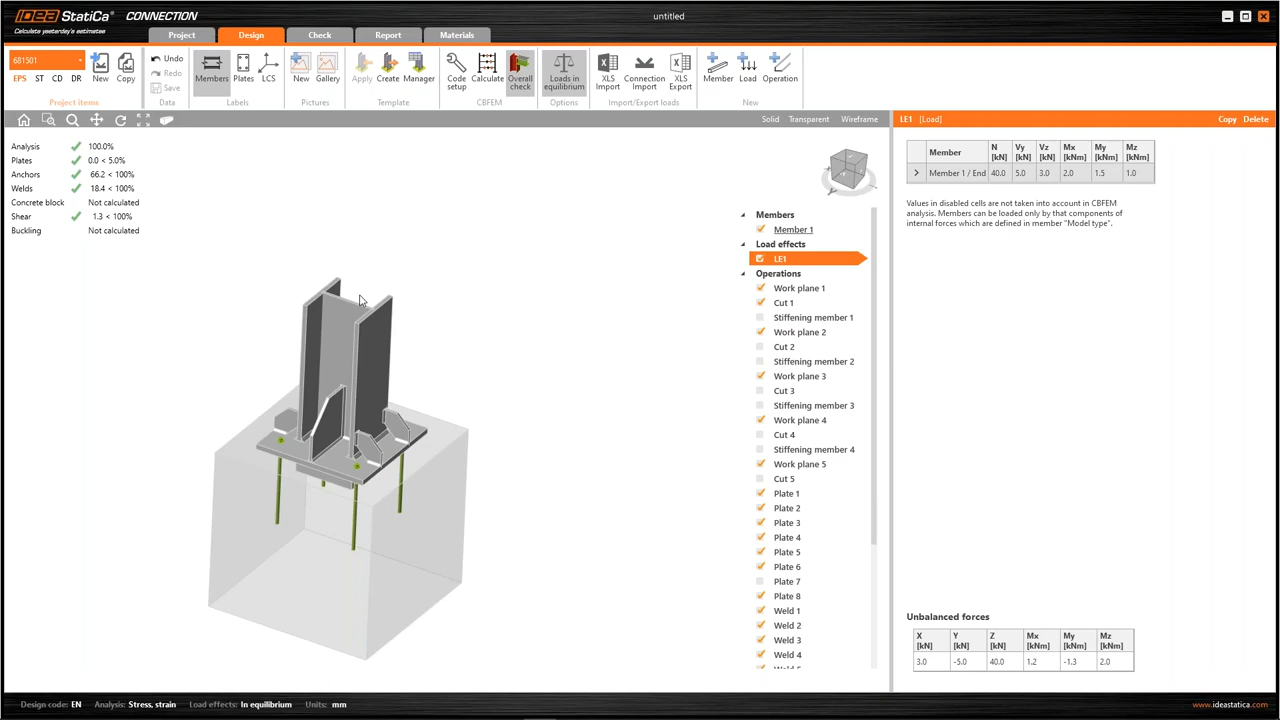 IDEA StatiCa® CONNECTION
Calculate yesterday's estimates
untitled
Project Design Check Report Materials
681501
EPS ST CD DR
New Copy
Project items
Undo
Redo
Save
Data
Members Plates LCS
Labels
New Gallery
Pictures
Apply Create Manager
Template
Code setup Calculate Overall check
CBFEM
Loads in equilibrium
Options
XLS Import Connection Import XLS Export
Import/Export loads
Member Load Operation
New
Solid Transparent Wireframe
LE1 [Load] Copy Delete
Analysis 100.0%
Plates 0.0 < 5.0%
Anchors 66.2 < 100%
Welds 18.4 < 100%
Concrete block Not calculated
Shear 1.3 < 100%
Buckling Not calculated
Members
Member 1
Load effects
LE1
Operations
Work plane 1
Cut 1
Stiffening member 1
Work plane 2
Cut 2
Stiffening member 2
Work plane 3
Cut 3
Stiffening member 3
Work plane 4
Cut 4
Stiffening member 4
Work plane 5
Cut 5
Plate 1
Plate 2
Plate 3
Plate 4
Plate 5
Plate 6
Plate 7
Plate 8
Weld 1
Weld 2
Weld 3
Weld 4
Member N [kN] Vy [kN] Vz [kN] Mx [kNm] My [kNm] Mz [kNm]
> Member 1 / End 40.0 5.0 3.0 2.0 1.5 1.0
Values in disabled cells are not taken into account in CBFEM
analysis. Members can be loaded only by that components of
internal forces which are defined in member "Model type".
Unbalanced forces
X [kN] Y [kN] Z [kN] Mx [kNm] My [kNm] Mz [kNm]
3.0 -5.0 40.0 1.2 -1.3 2.0
Design code: EN Analysis: Stress, strain Load effects: In equilibrium Units: mm
www.ideastatica.com